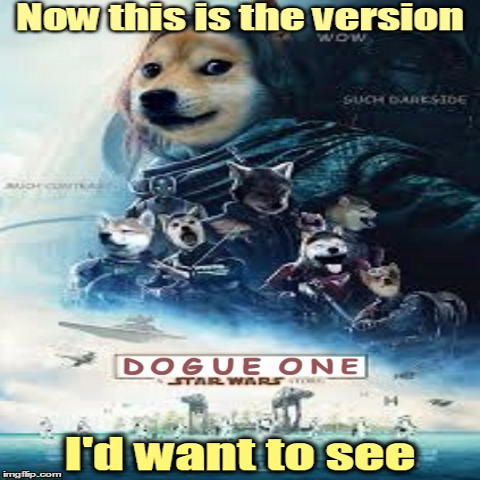 Now this is the version
WOW
SUCH DARKSIDE
MUCH CONTRAST
DOGUE ONE
A STAR WARS STORY
I'd want to see
imgflip.com